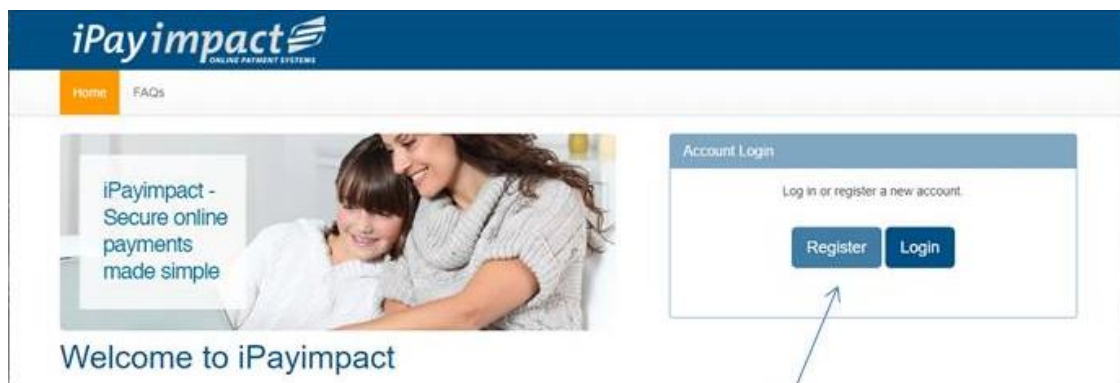 iPayimpact
ONLINE PAYMENT SYSTEMS
Home FAQs
iPayimpact -
Secure online
payments
made simple
Account Login
Log in or register a new account.
Register Login
Welcome to iPayimpact